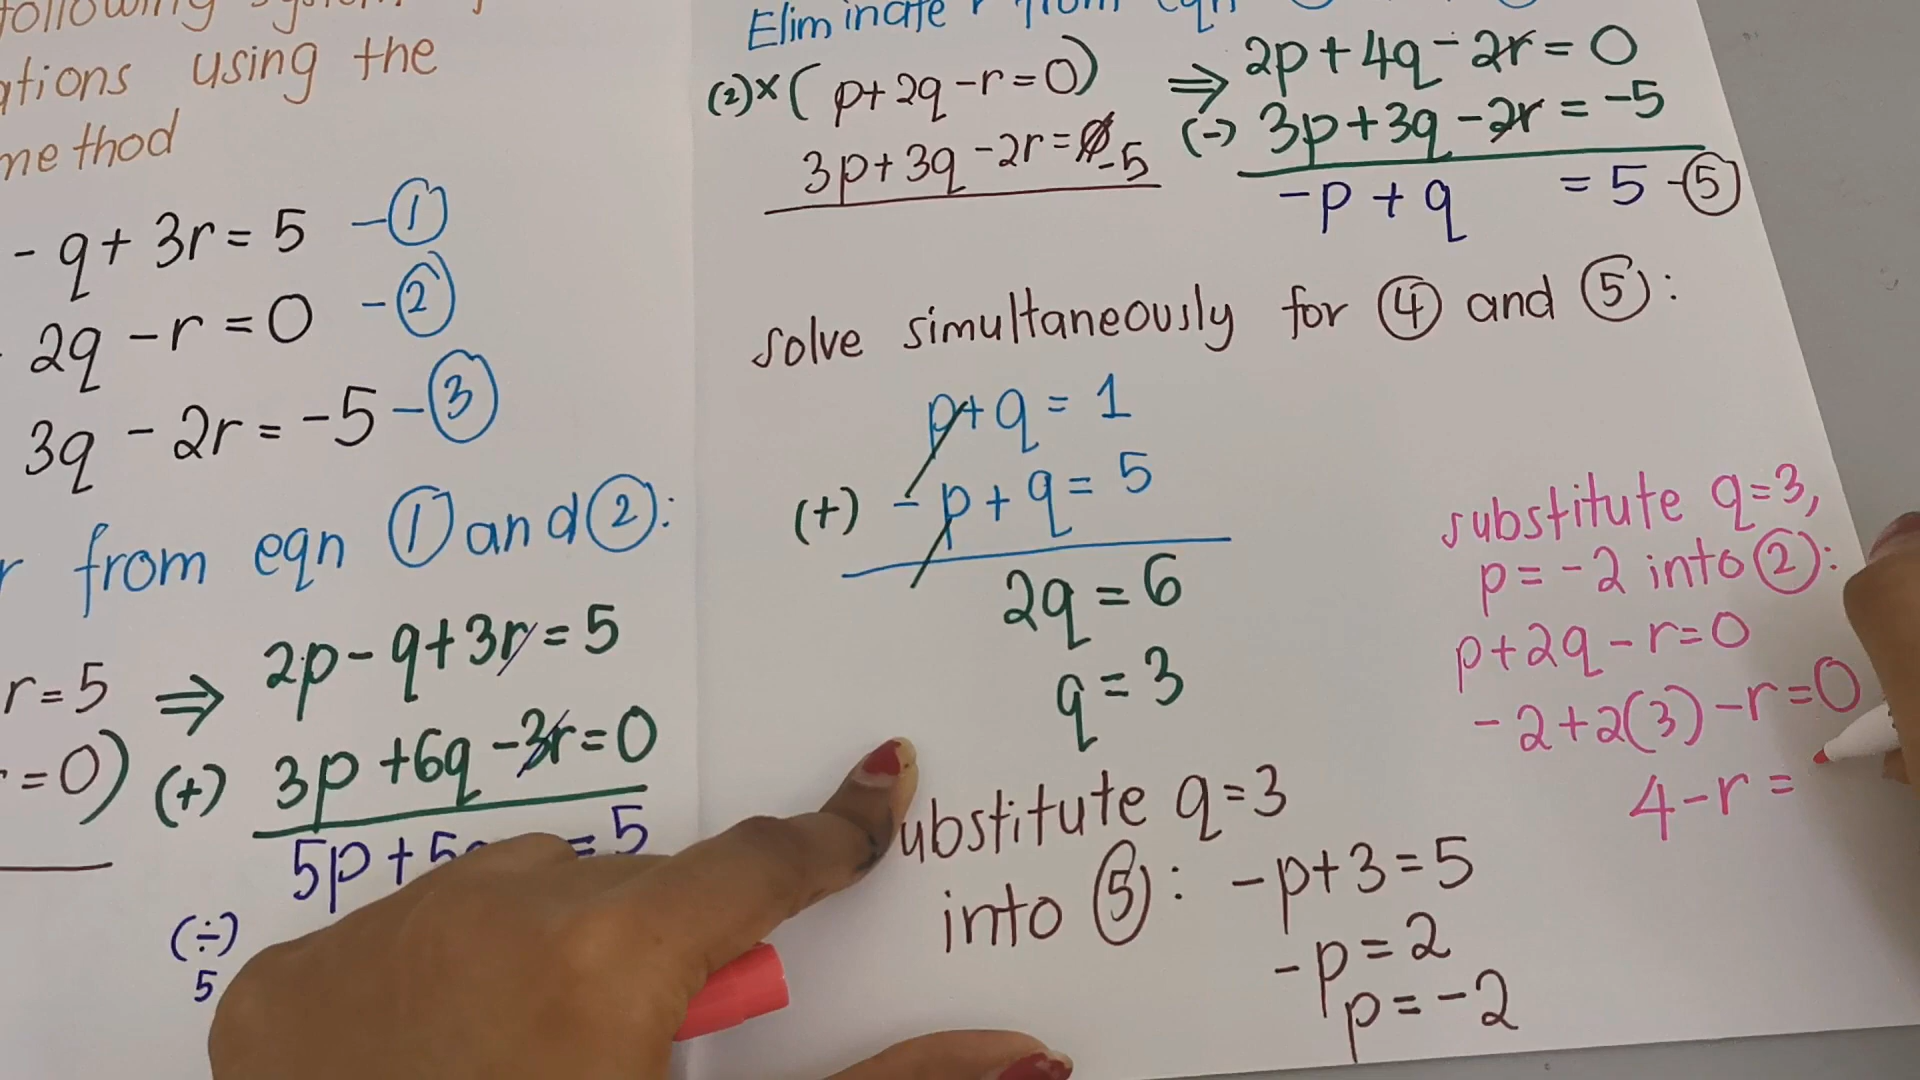 following
using the
method
- q + 3r = 5 - ①
2q - r = 0 - ②
3q - 2r = -5 - ③
r from eqn ① and ②:
r = 5 ⇒ 2p - q + 3r = 5
= 0) (+) 3p + 6q - 3r = 0
5p + 5q = 5
(÷)
5
Eliminate r from eqn
(2)×( p + 2q - r = 0) ⇒ 2p + 4q - 2r = 0
3p + 3q - 2r = 0 -5 (-) 3p + 3q - 2r = -5
-p + q = 5 - ⑤
solve simultaneously for ④ and ⑤:
p + q = 1
(+) -p + q = 5
2q = 6
q = 3
substitute q = 3
into ⑤: -p + 3 = 5
-p = 2
p = -2
substitute q = 3,
p = -2 into ②:
p + 2q - r = 0
-2 + 2(3) - r = 0
4 - r =